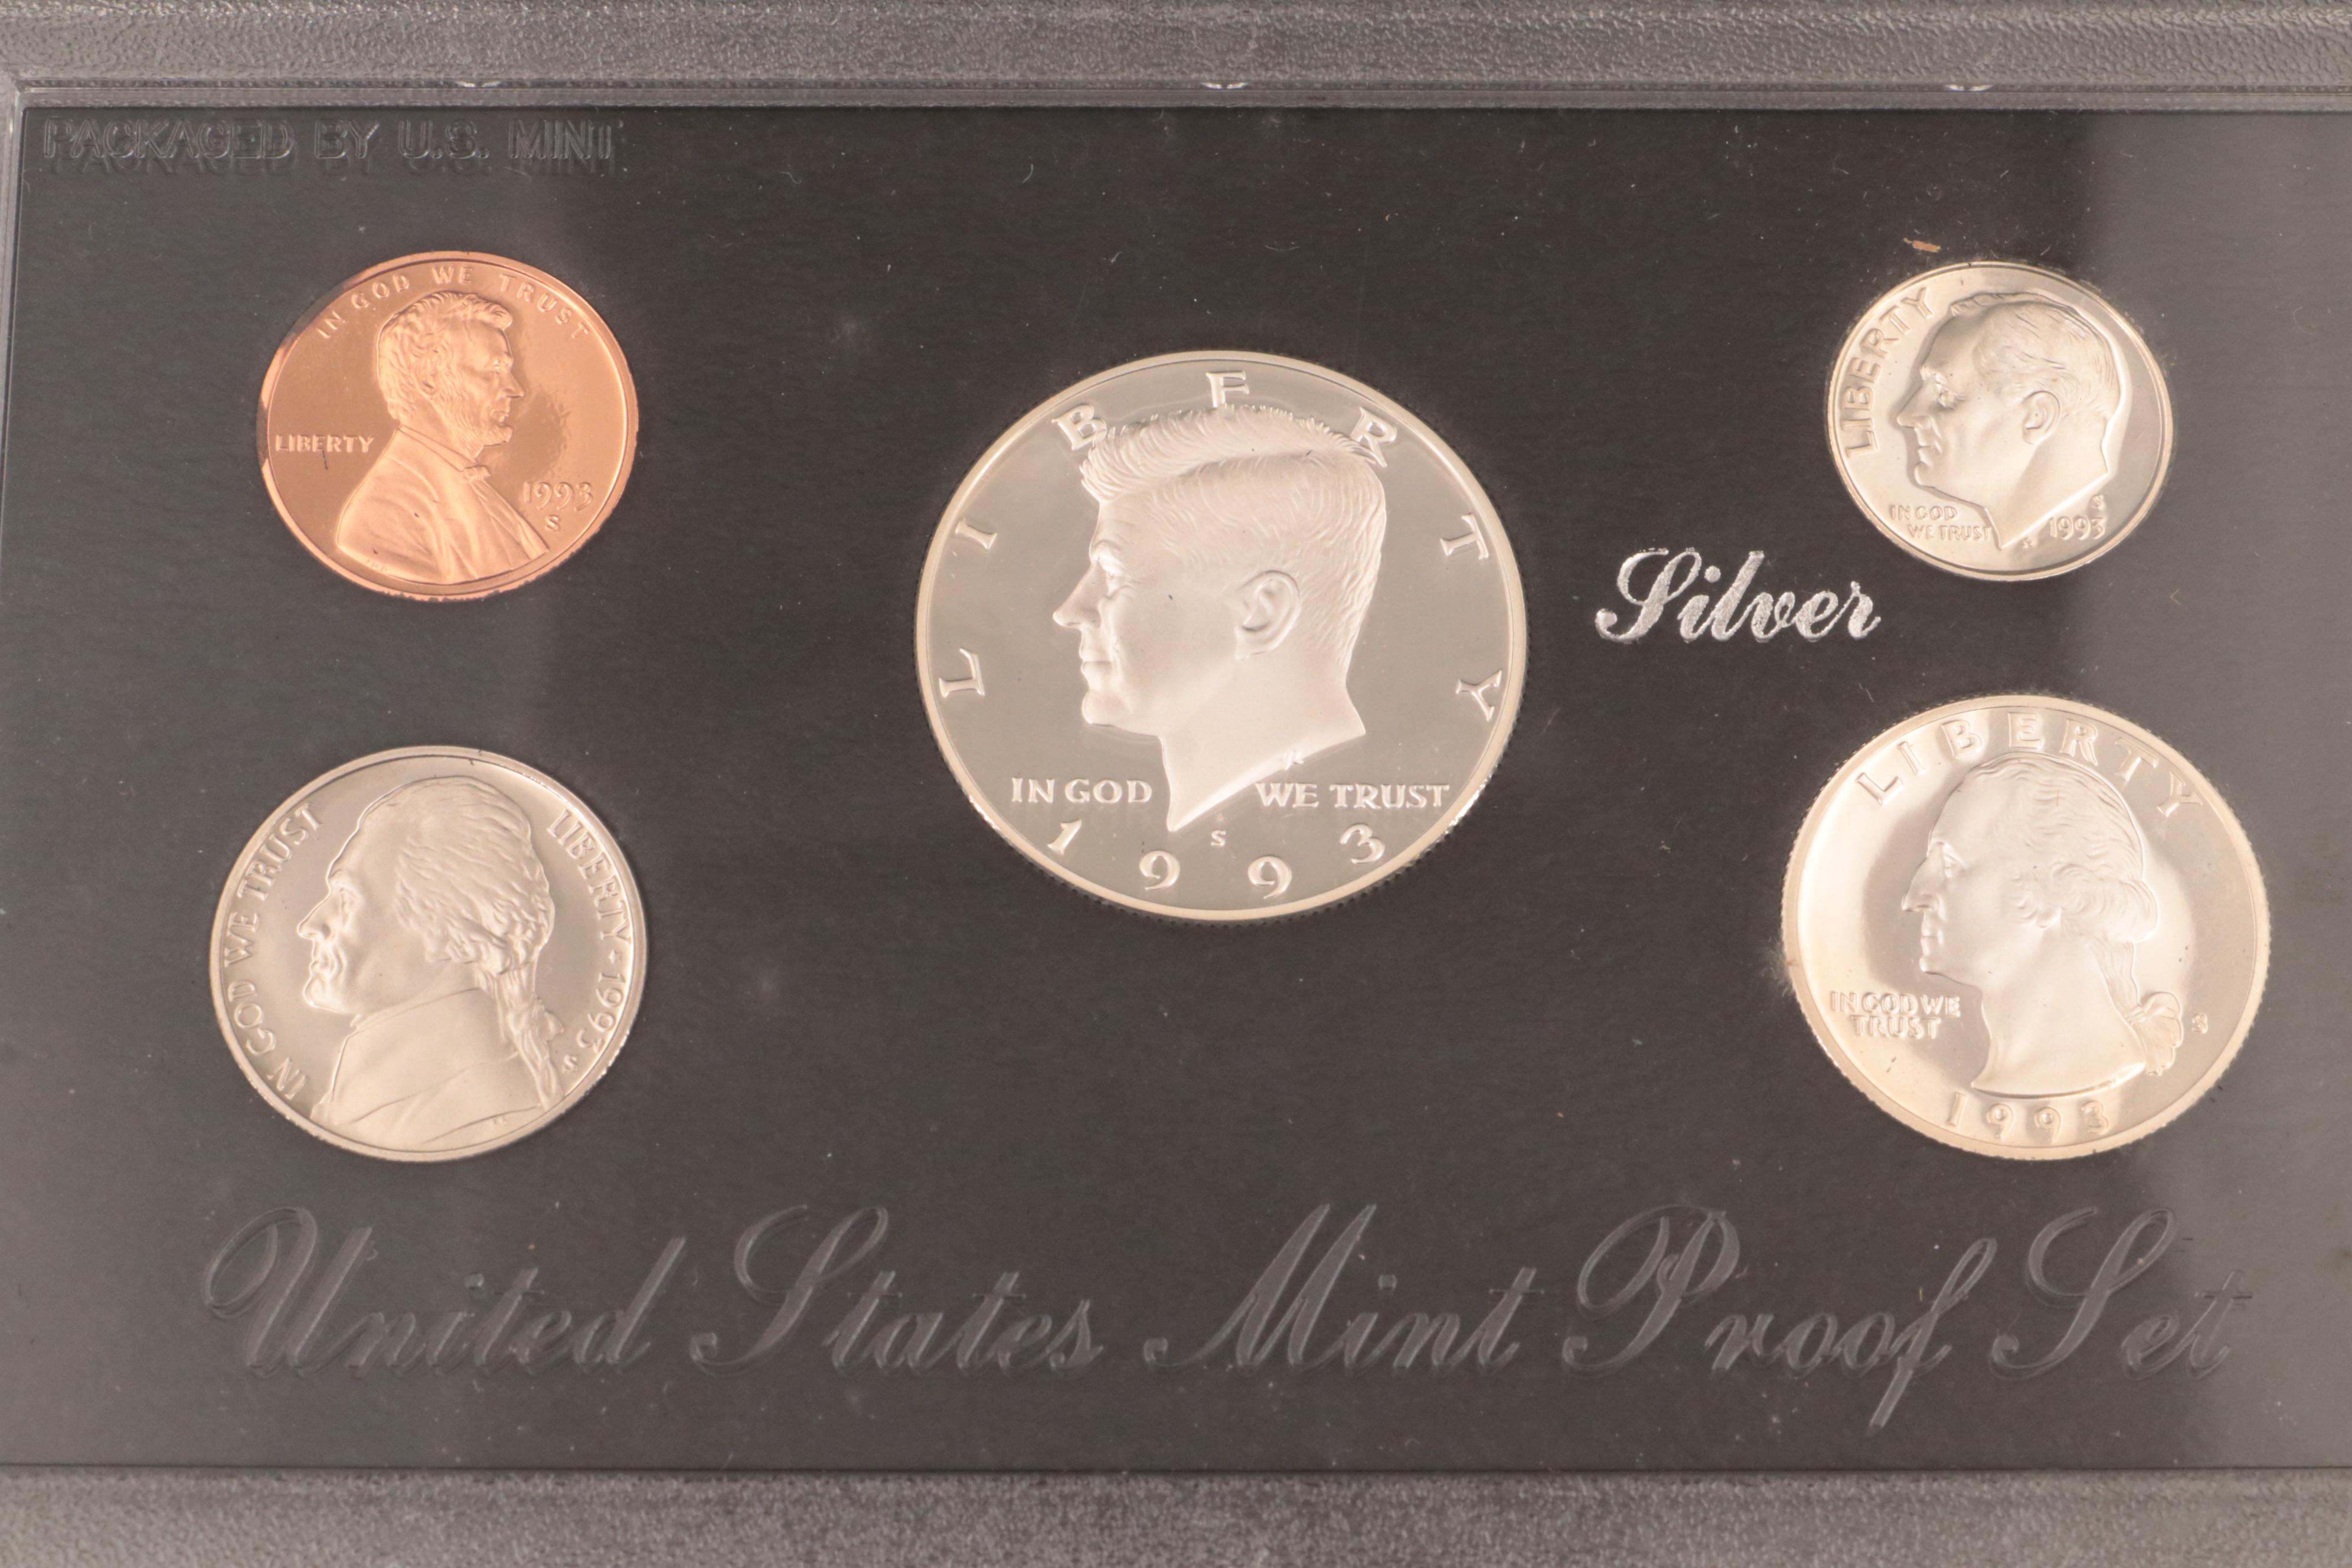 PACKAGED BY U.S. MINT
IN GOD WE TRUST
LIBERTY
1993
S
LIBERTY
IN GOD WE TRUST
1993
S
LIBERTY
IN GOD
WE TRUST
S
1993
Silver
IN GOD WE TRUST
LIBERTY ★ 1993
S
LIBERTY
IN GOD WE
TRUST
S
1993
United States Mint Proof Set